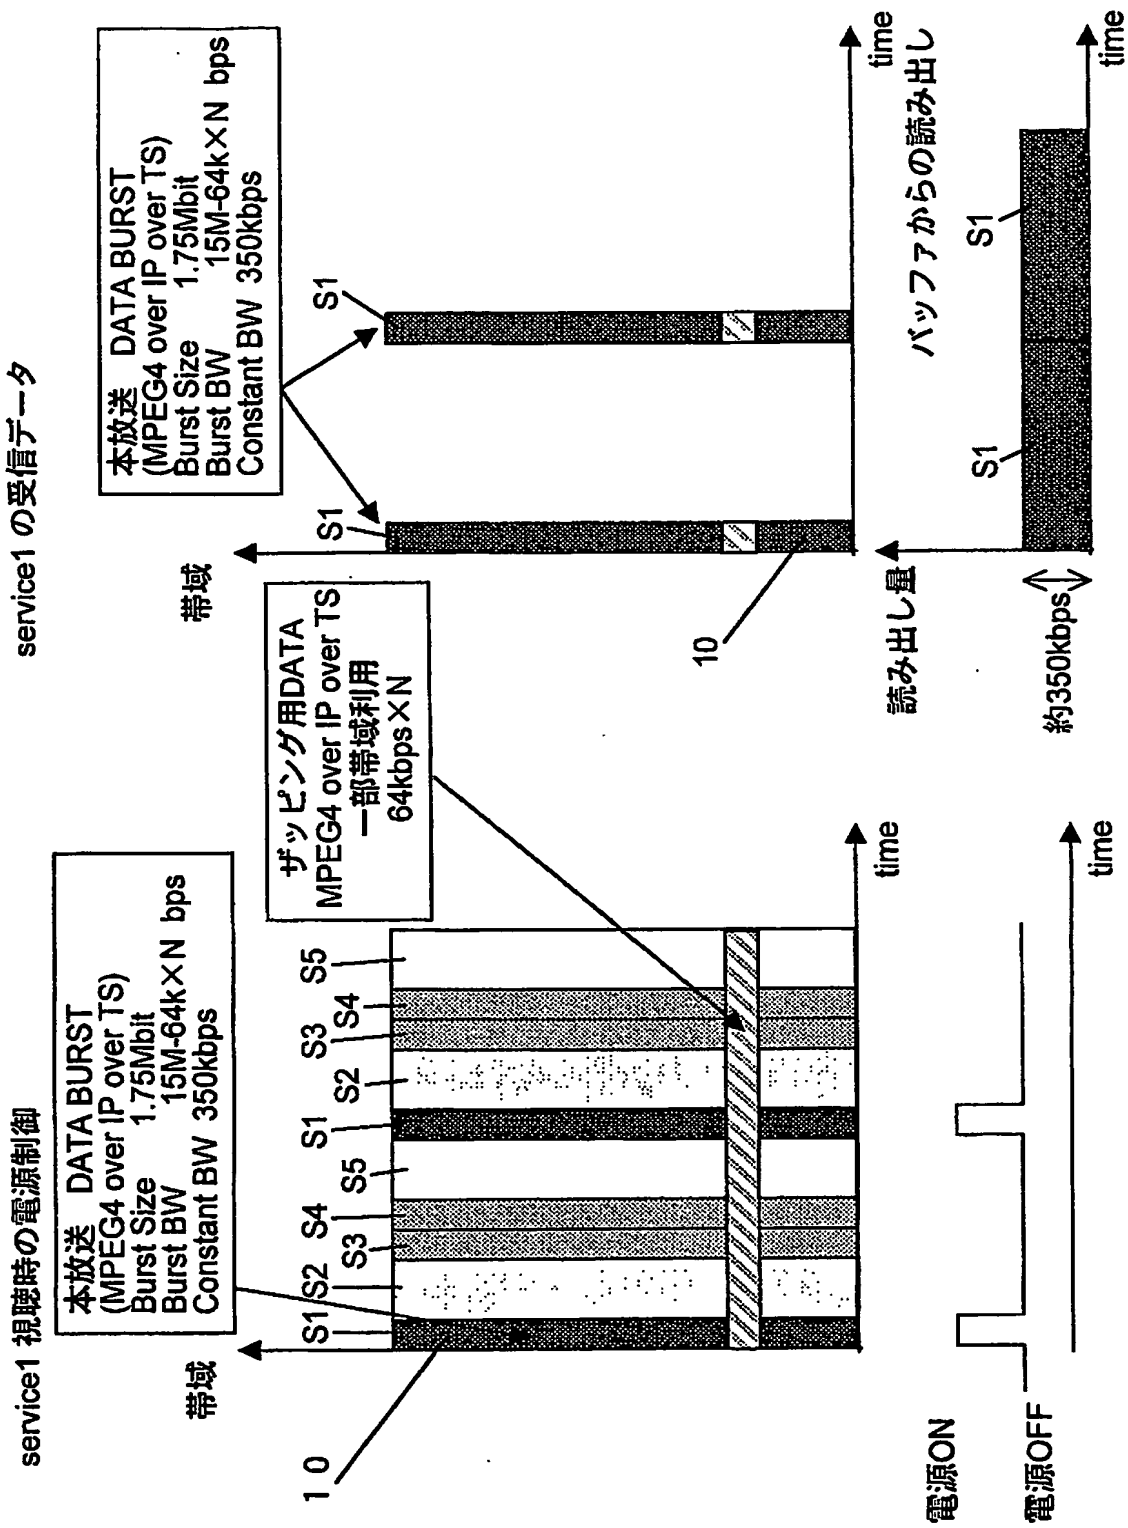 service1 視聴時の電源制御
本放送 DATA BURST
(MPEG4 over IP over TS)
Burst Size 1.75Mbit
Burst BW 15M-64k×N bps
Constant BW 350kbps
帯域
10
S1
S2
S3
S4
S5
S1
S2
S3
S4
S5
ザッピング用DATA
MPEG4 over IP over TS
一部帯域利用
64kbps×N
time
電源ON
電源OFF
time
service1 の受信データ
本放送 DATA BURST
(MPEG4 over IP over TS)
Burst Size 1.75Mbit
Burst BW 15M-64k×N bps
Constant BW 350kbps
帯域
S1
S1
10
time
バッファからの読み出し
読み出し量
約350kbps
S1
S1
time